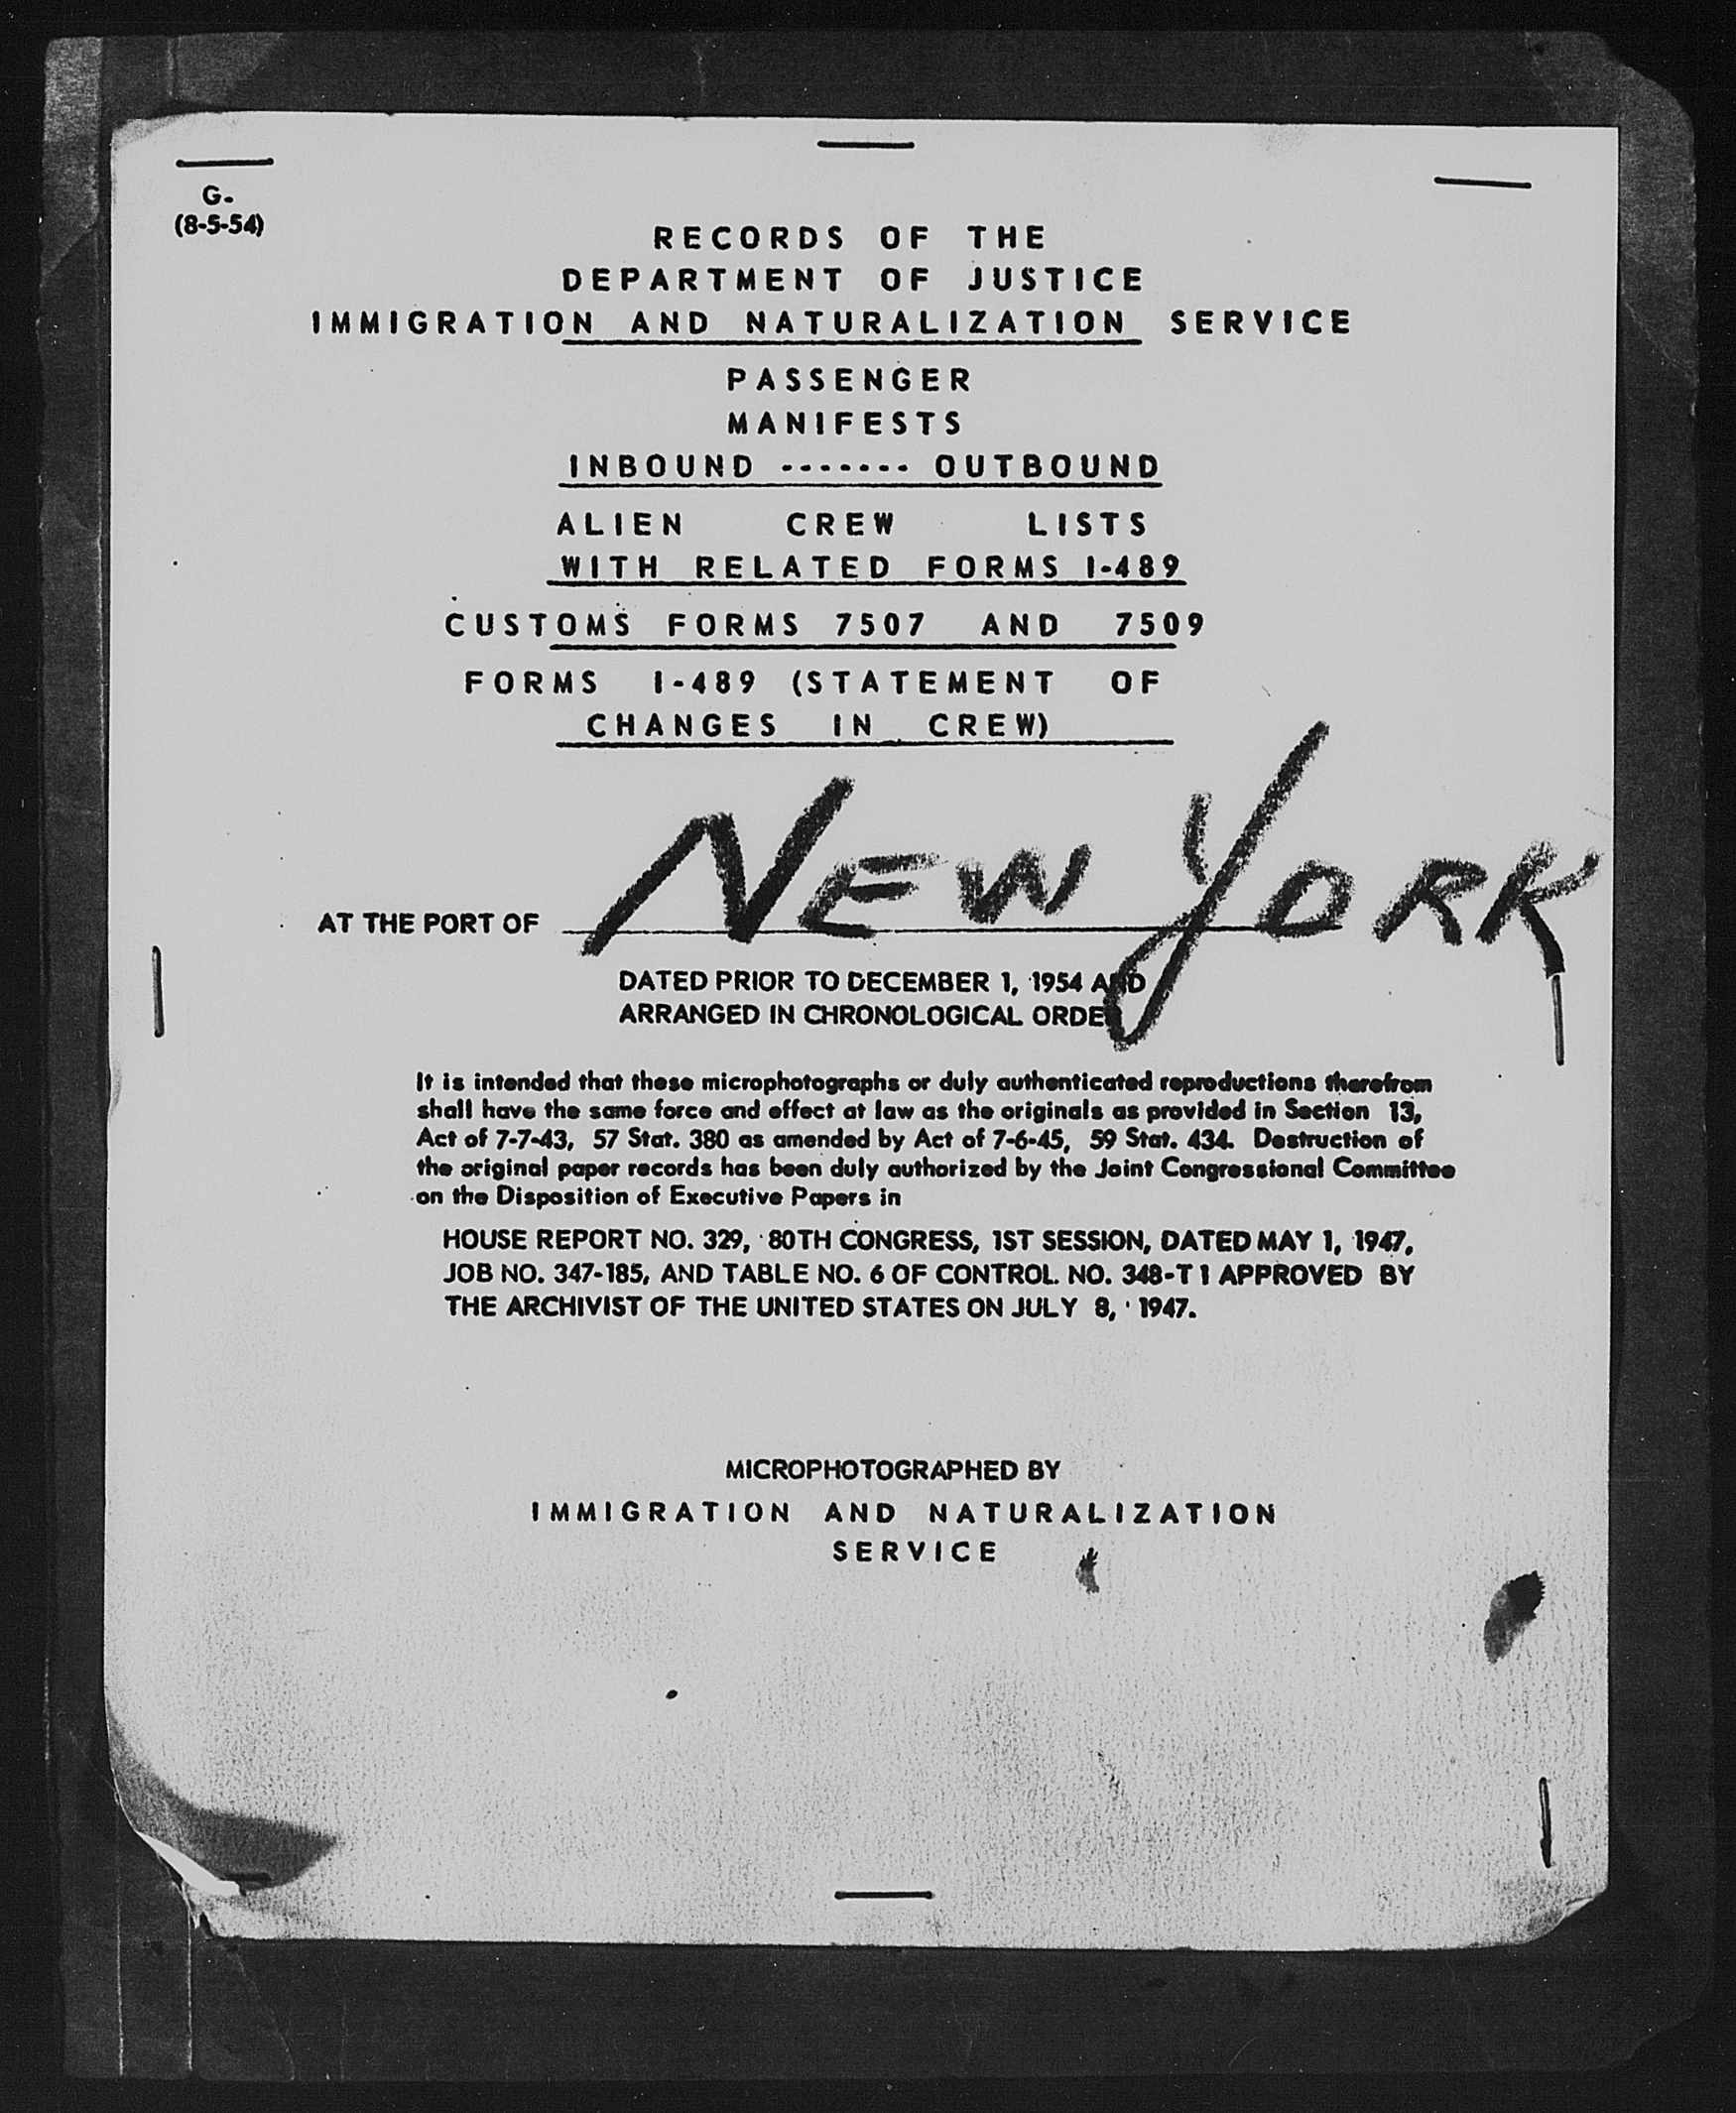 G-
(8-5-54)
RECORDS OF THE
DEPARTMENT OF JUSTICE
IMMIGRATION AND NATURALIZATION SERVICE
PASSENGER
MANIFESTS
INBOUND ------- OUTBOUND
ALIEN CREW LISTS
WITH RELATED FORMS I-489
CUSTOMS FORMS 7507 AND 7509
FORMS I-489 (STATEMENT OF
CHANGES IN CREW)
AT THE PORT OF NEW YORK
DATED PRIOR TO DECEMBER 1, 1954 AND
ARRANGED IN CHRONOLOGICAL ORDER
It is intended that these microphotographs or duly authenticated reproductions therefrom
shall have the same force and effect at law as the originals as provided in Section 13,
Act of 7-7-43, 57 Stat. 380 as amended by Act of 7-6-45, 59 Stat. 434. Destruction of
the original paper records has been duly authorized by the Joint Congressional Committee
on the Disposition of Executive Papers in
HOUSE REPORT NO. 329, 80TH CONGRESS, 1ST SESSION, DATED MAY 1, 1947,
JOB NO. 347-185, AND TABLE NO. 6 OF CONTROL NO. 348-T1 APPROVED BY
THE ARCHIVIST OF THE UNITED STATES ON JULY 8, 1947.
MICROPHOTOGRAPHED BY
IMMIGRATION AND NATURALIZATION
SERVICE